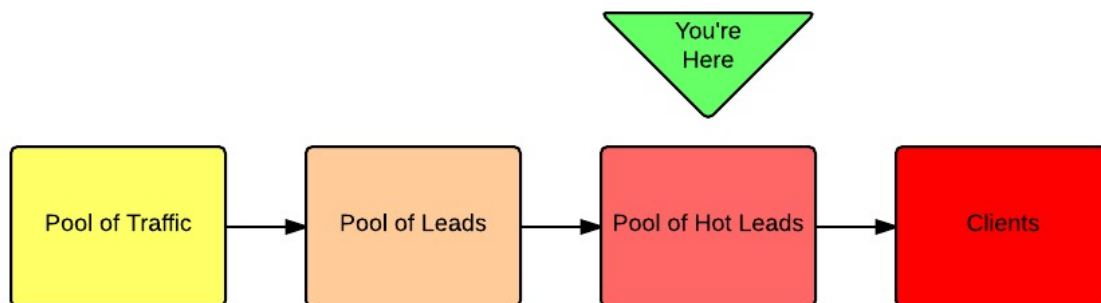 You're
Here
Pool of Traffic
Pool of Leads
Pool of Hot Leads
Clients